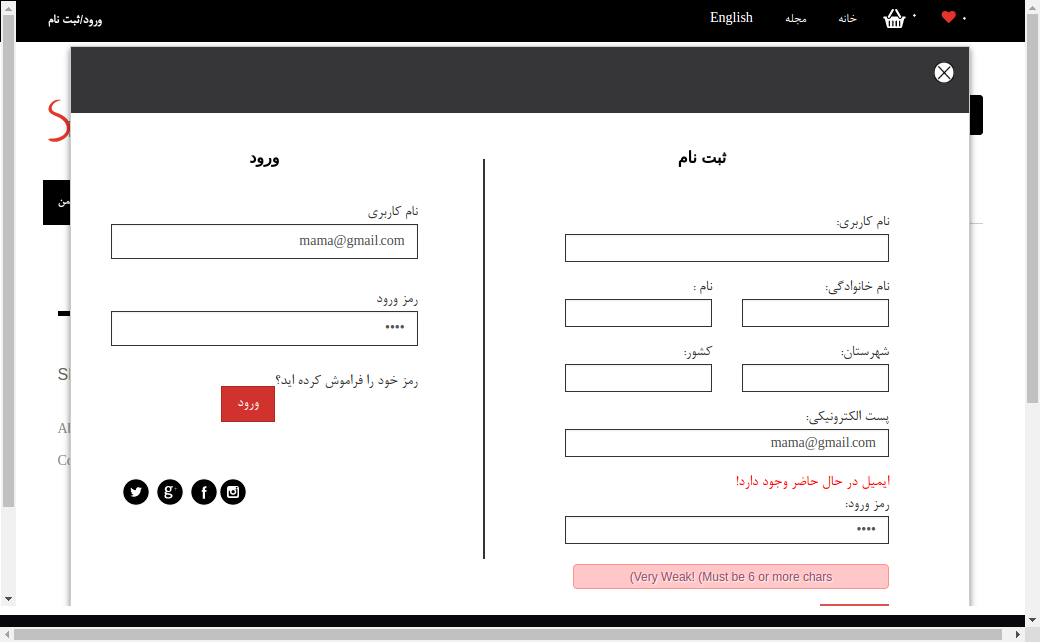 ورود/ثبت نام
English
مجله
خانه
ورود
ثبت نام
نام کاربری
mama@gmail.com
رمز ورود
••••
رمز خود را فراموش کرده اید؟
ورود
نام کاربری:
نام خانوادگی:
نام :
شهرستان:
کشور:
پست الکترونیکی:
mama@gmail.com
ایمیل در حال حاضر وجود دارد!
رمز ورود:
••••
(Very Weak! (Must be 6 or more chars